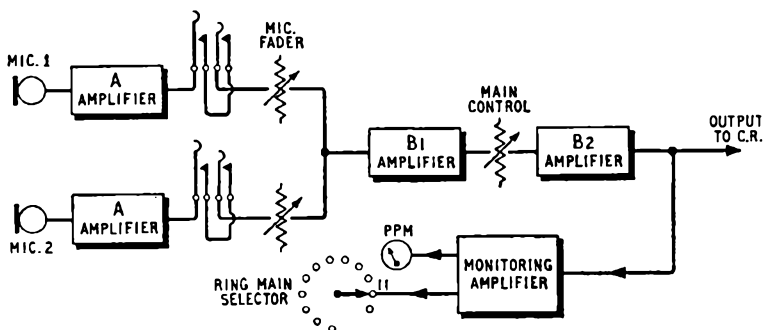 MIC.1
A
AMPLIFIER
MIC.
FADER
MIC.2
A
AMPLIFIER
B1
AMPLIFIER
MAIN
CONTROL
B2
AMPLIFIER
OUTPUT
TO C.R.
PPM
MONITORING
AMPLIFIER
RING MAIN
SELECTOR
11